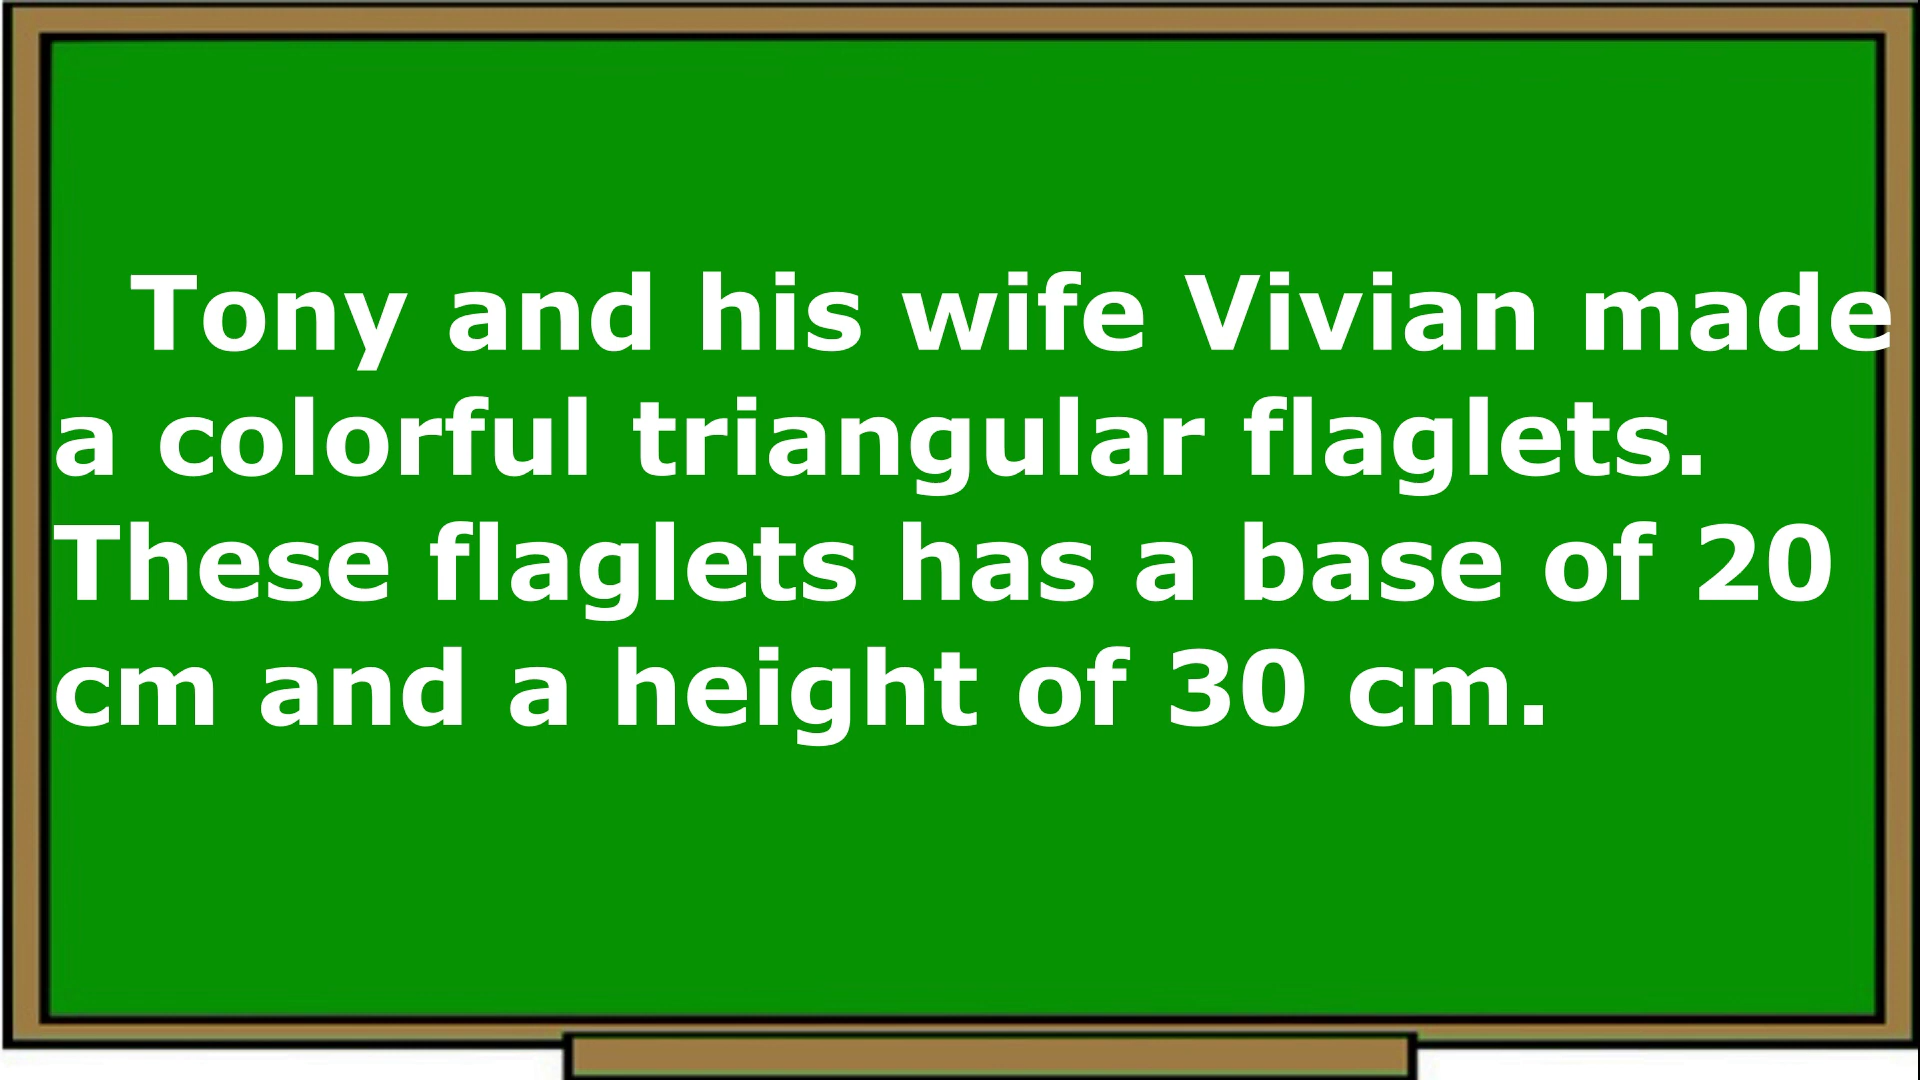 Tony and his wife Vivian made
a colorful triangular flaglets.
These flaglets has a base of 20
cm and a height of 30 cm.